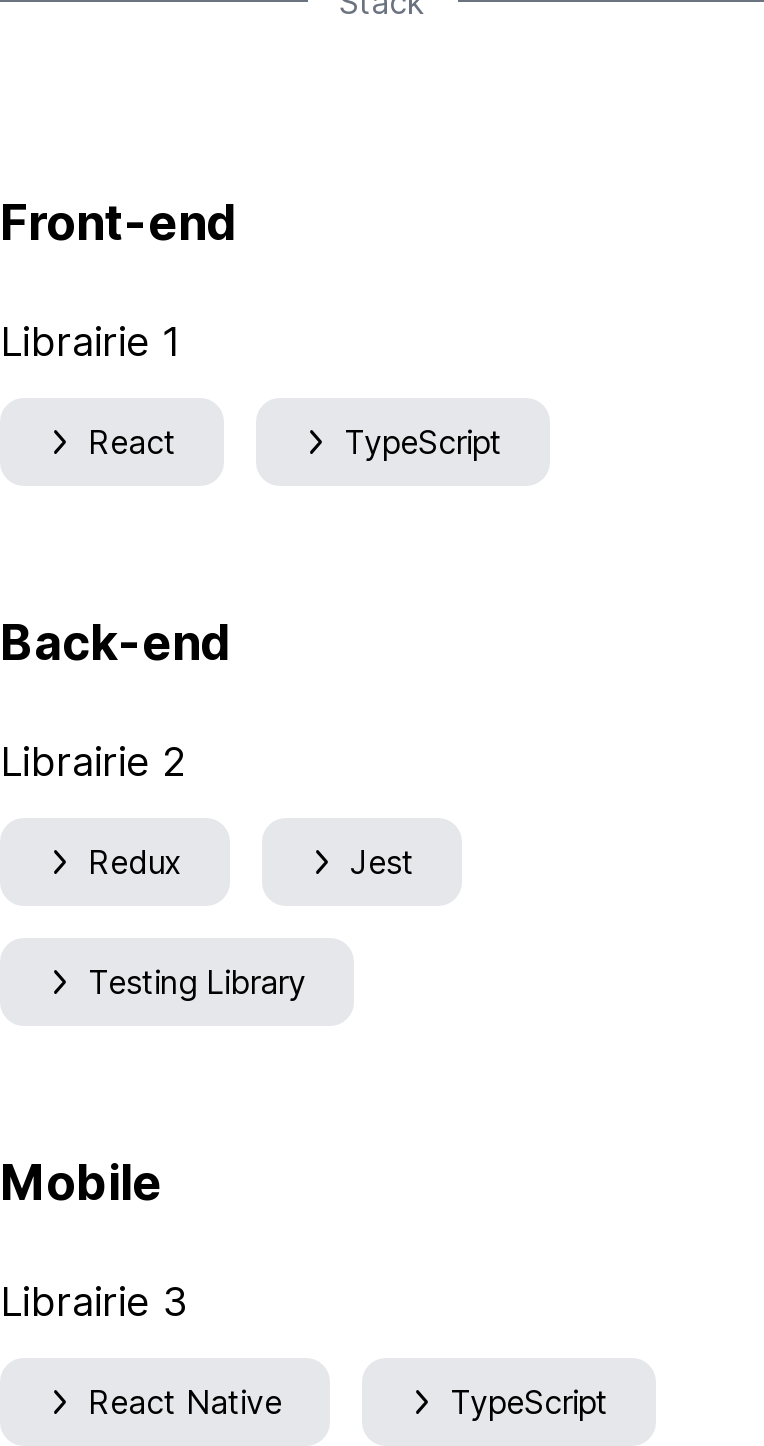 Stack
Front-end
Librairie 1
React
TypeScript
Back-end
Librairie 2
Redux
Jest
Testing Library
Mobile
Librairie 3
React Native
TypeScript